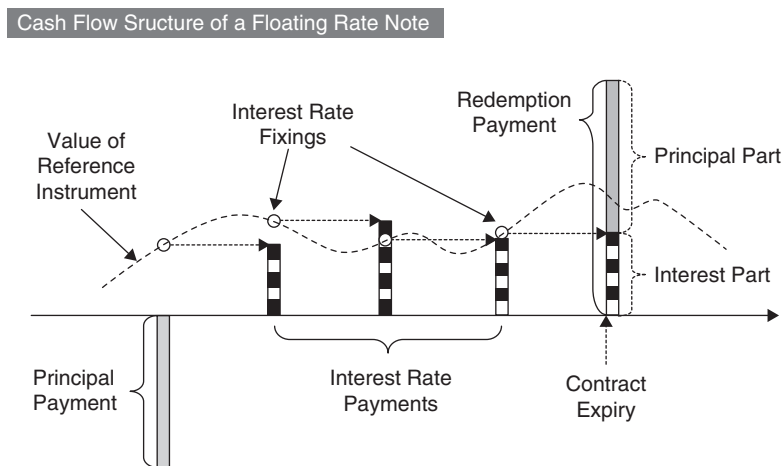 Cash Flow Sructure of a Floating Rate Note
Value of
Reference
Instrument
Interest Rate
Fixings
Redemption
Payment
Principal Part
Interest Part
Principal
Payment
Interest Rate
Payments
Contract
Expiry